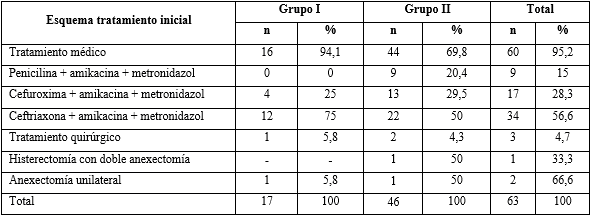 Esquema tratamiento inicial Grupo I Grupo II Total
n % n % n %
Tratamiento médico 16 94,1 44 69,8 60 95,2
Penicilina + amikacina + metronidazol 0 0 9 20,4 9 15
Cefuroxima + amikacina + metronidazol 4 25 13 29,5 17 28,3
Ceftriaxona + amikacina + metronidazol 12 75 22 50 34 56,6
Tratamiento quirúrgico 1 5,8 2 4,3 3 4,7
Histerectomía con doble anexectomía - - 1 50 1 33,3
Anexectomía unilateral 1 5,8 1 50 2 66,6
Total 17 100 46 100 63 100